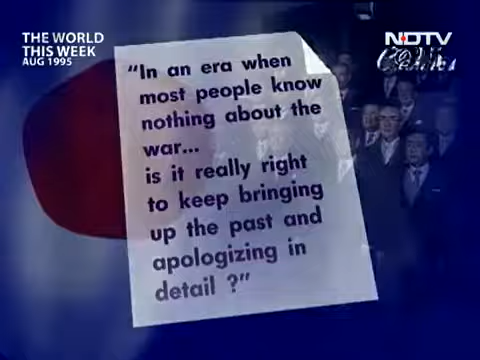 THE WORLD
THIS WEEK
AUG 1995
NDTV
"In an era when
most people know
nothing about the
war...
is it really right
to keep bringing
up the past and
apologizing in
detail ?"